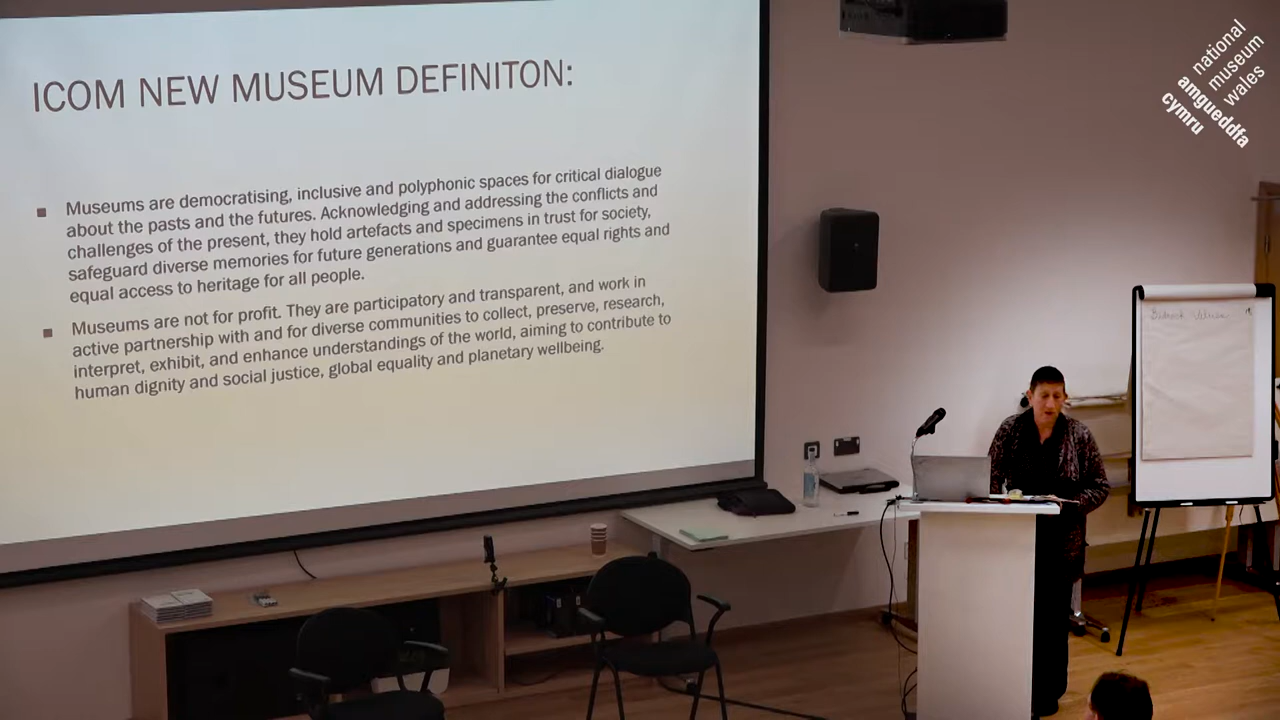 ICOM NEW MUSEUM DEFINITON:
Museums are democratising, inclusive and polyphonic spaces for critical dialogue
about the pasts and the futures. Acknowledging and addressing the conflicts and
challenges of the present, they hold artefacts and specimens in trust for society,
safeguard diverse memories for future generations and guarantee equal rights and
equal access to heritage for all people.
Museums are not for profit. They are participatory and transparent, and work in
active partnership with and for diverse communities to collect, preserve, research,
interpret, exhibit, and enhance understandings of the world, aiming to contribute to
human dignity and social justice, global equality and planetary wellbeing.
national
museum
wales
amgueddfa
cymru